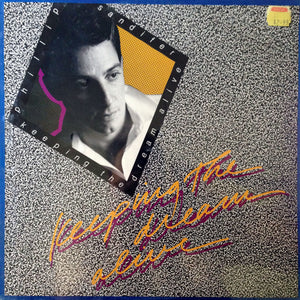 phillip sandifer
keeping the dream alive
keeping the
dream
alive